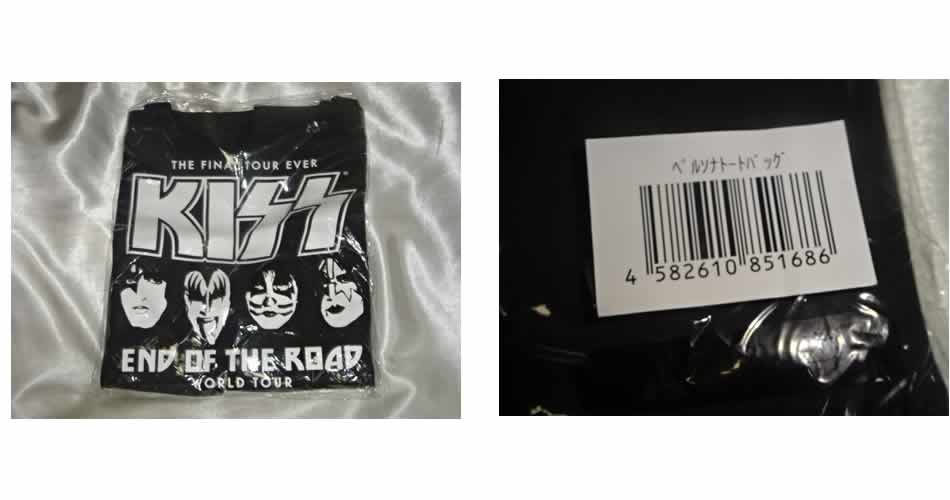 THE FINAL TOUR EVER
KISS
END OF THE ROAD
WORLD TOUR
ﾍﾟﾙｿﾅﾄｰﾄﾊﾞｯｸﾞ
4 582610 851686